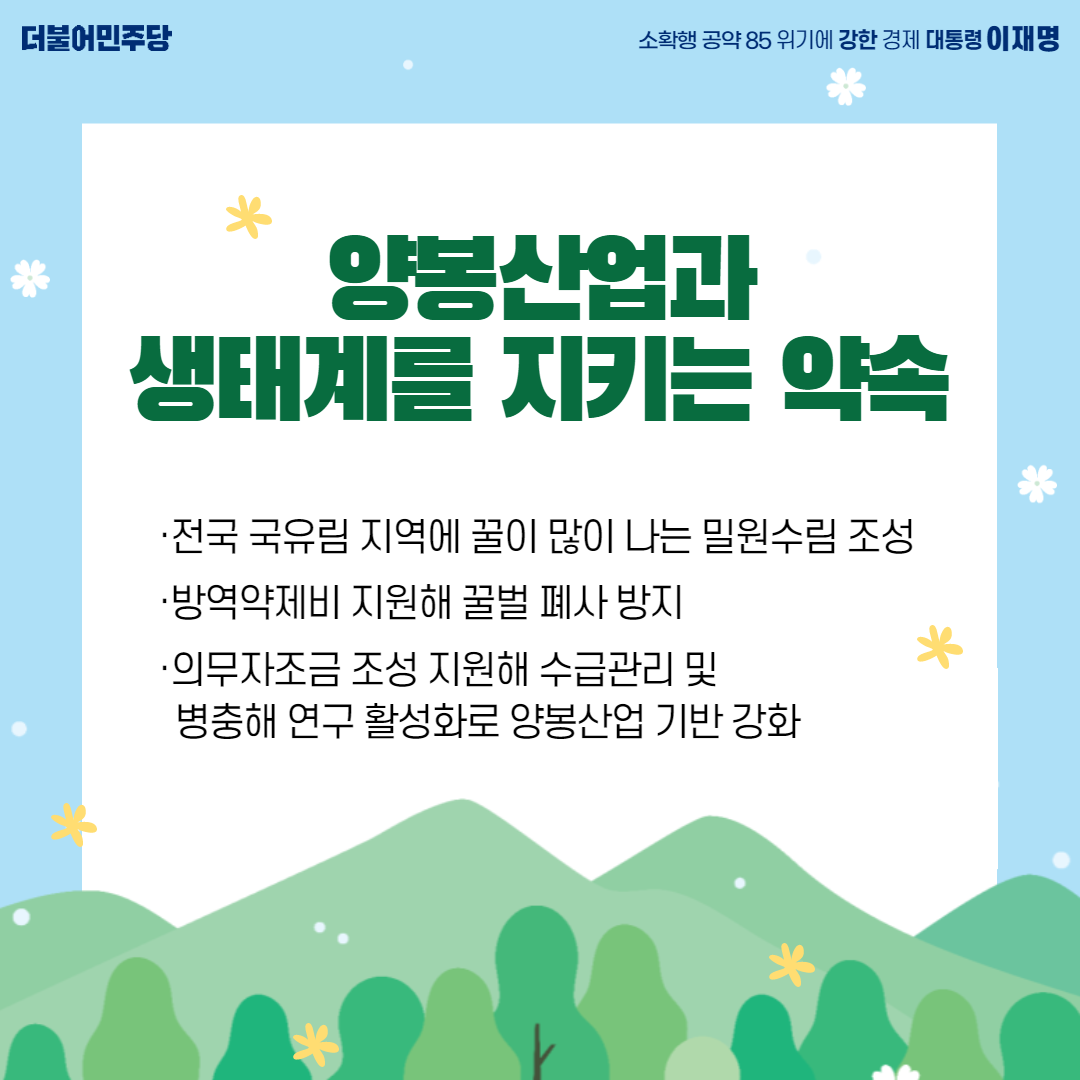 더불어민주당
소확행 공약 85 위기에 강한 경제 대통령 이재명
양봉산업과
생태계를 지키는 약속
·전국 국유림 지역에 꿀이 많이 나는 밀원수림 조성
·방역약제비 지원해 꿀벌 폐사 방지
·의무자조금 조성 지원해 수급관리 및
병충해 연구 활성화로 양봉산업 기반 강화